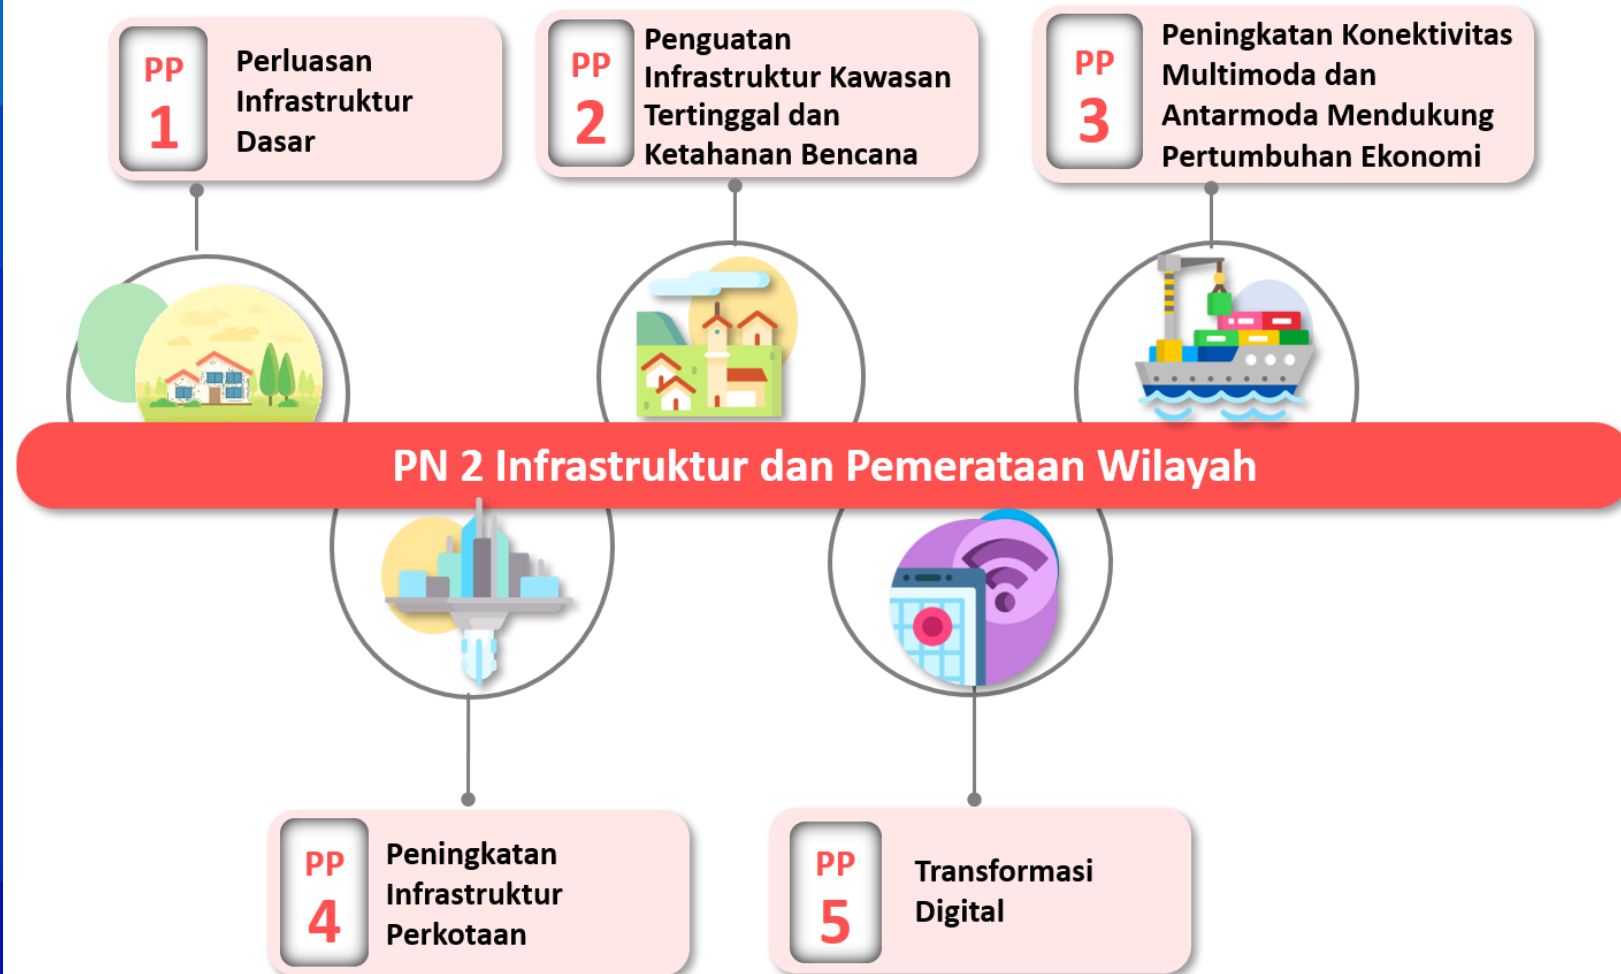 PP
1
Perluasan
Infrastruktur
Dasar
PP
2
Penguatan
Infrastruktur Kawasan
Tertinggal dan
Ketahanan Bencana
PP
3
Peningkatan Konektivitas
Multimoda dan
Antarmoda Mendukung
Pertumbuhan Ekonomi
PN 2 Infrastruktur dan Pemerataan Wilayah
PP
4
Peningkatan
Infrastruktur
Perkotaan
PP
5
Transformasi
Digital